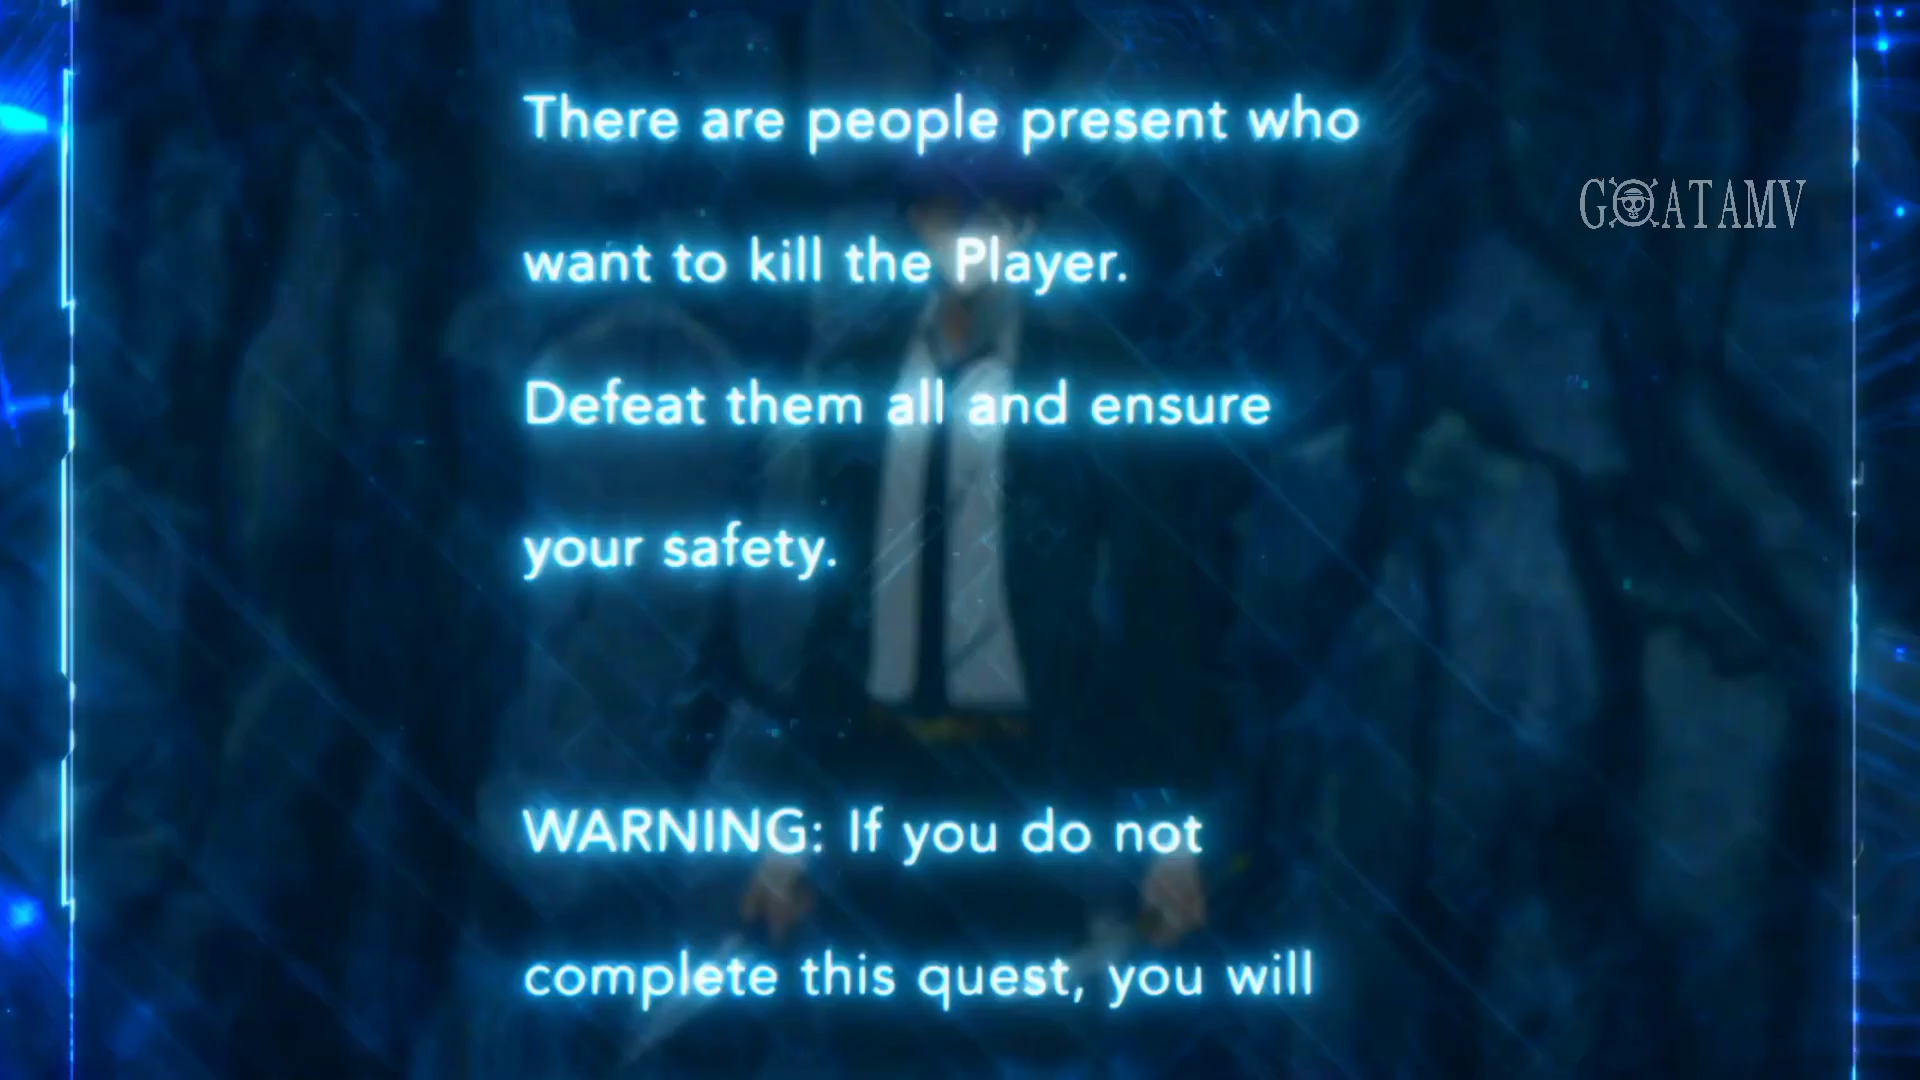 There are people present who
GOATAMV
want to kill the Player.
Defeat them all and ensure
your safety.
WARNING: If you do not
complete this quest, you will